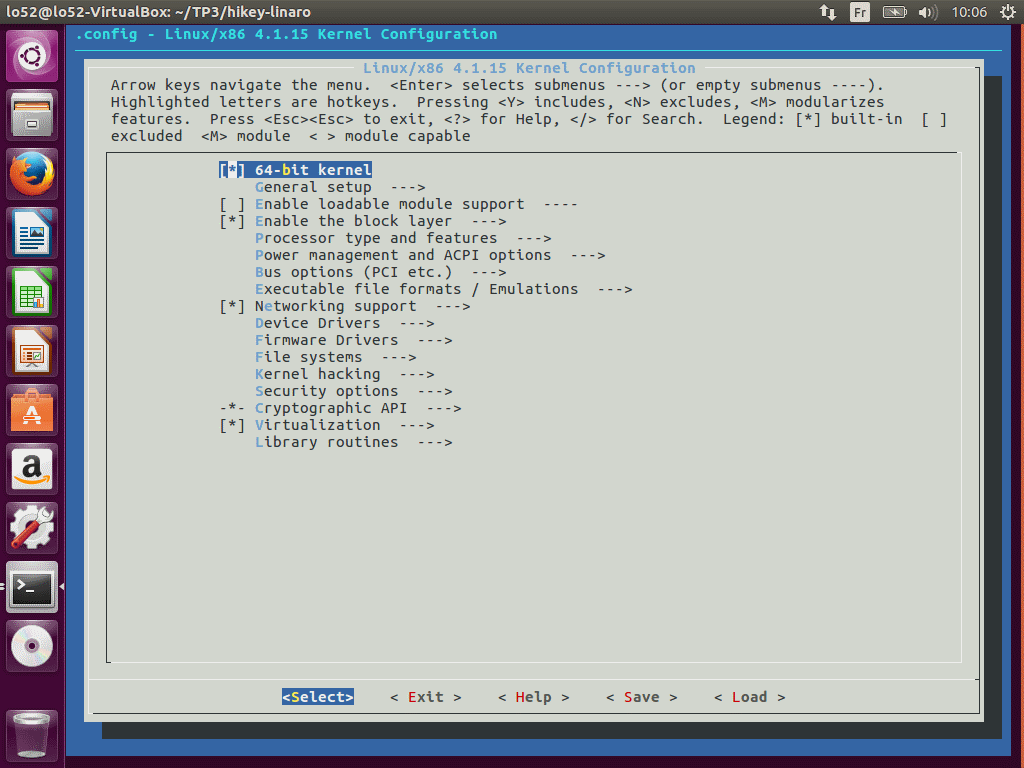 lo52@lo52-VirtualBox: ~/TP3/hikey-linaro Fr 10:06
.config - Linux/x86 4.1.15 Kernel Configuration
Linux/x86 4.1.15 Kernel Configuration
Arrow keys navigate the menu.  <Enter> selects submenus ---> (or empty submenus ----).
Highlighted letters are hotkeys.  Pressing <Y> includes, <N> excludes, <M> modularizes
features.  Press <Esc><Esc> to exit, <?> for Help, </> for Search.  Legend: [*] built-in  [ ]
excluded  <M> module  < > module capable
[*] 64-bit kernel
General setup  --->
[ ] Enable loadable module support  ----
[*] Enable the block layer  --->
Processor type and features  --->
Power management and ACPI options  --->
Bus options (PCI etc.)  --->
Executable file formats / Emulations  --->
[*] Networking support  --->
Device Drivers  --->
Firmware Drivers  --->
File systems  --->
Kernel hacking  --->
Security options  --->
-*- Cryptographic API  --->
[*] Virtualization  --->
Library routines  --->
<Select>    < Exit >    < Help >    < Save >    < Load >